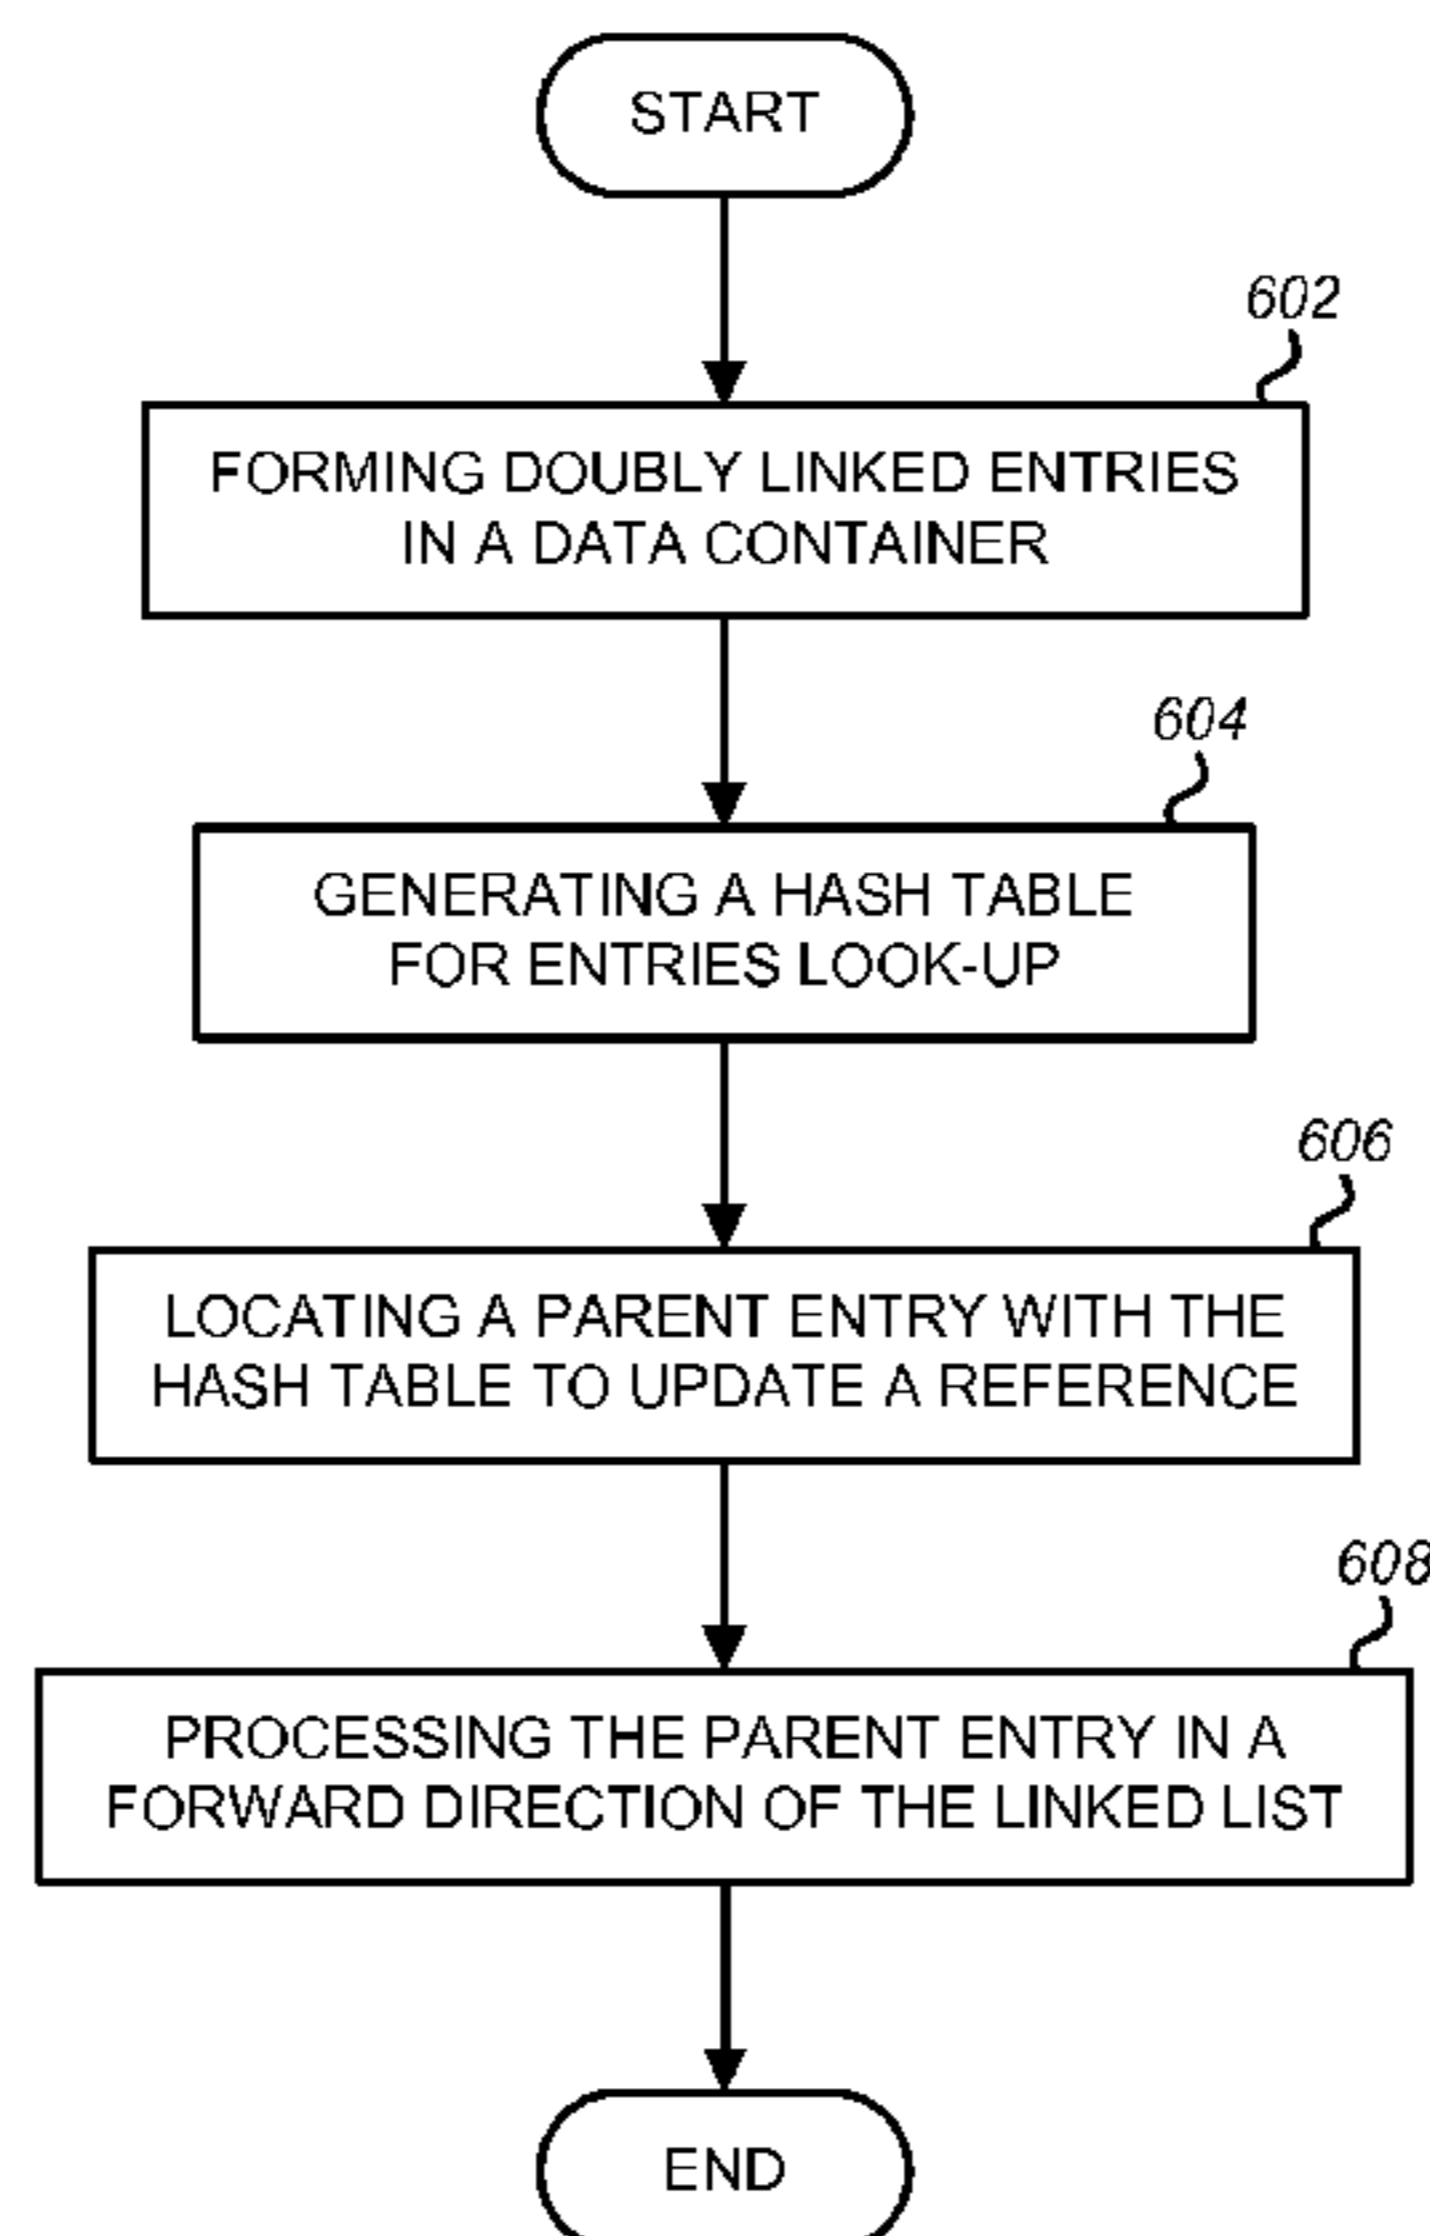 START
602
FORMING DOUBLY LINKED ENTRIES
IN A DATA CONTAINER
604
GENERATING A HASH TABLE
FOR ENTRIES LOOK-UP
606
LOCATING A PARENT ENTRY WITH THE
HASH TABLE TO UPDATE A REFERENCE
608
PROCESSING THE PARENT ENTRY IN A
FORWARD DIRECTION OF THE LINKED LIST
END